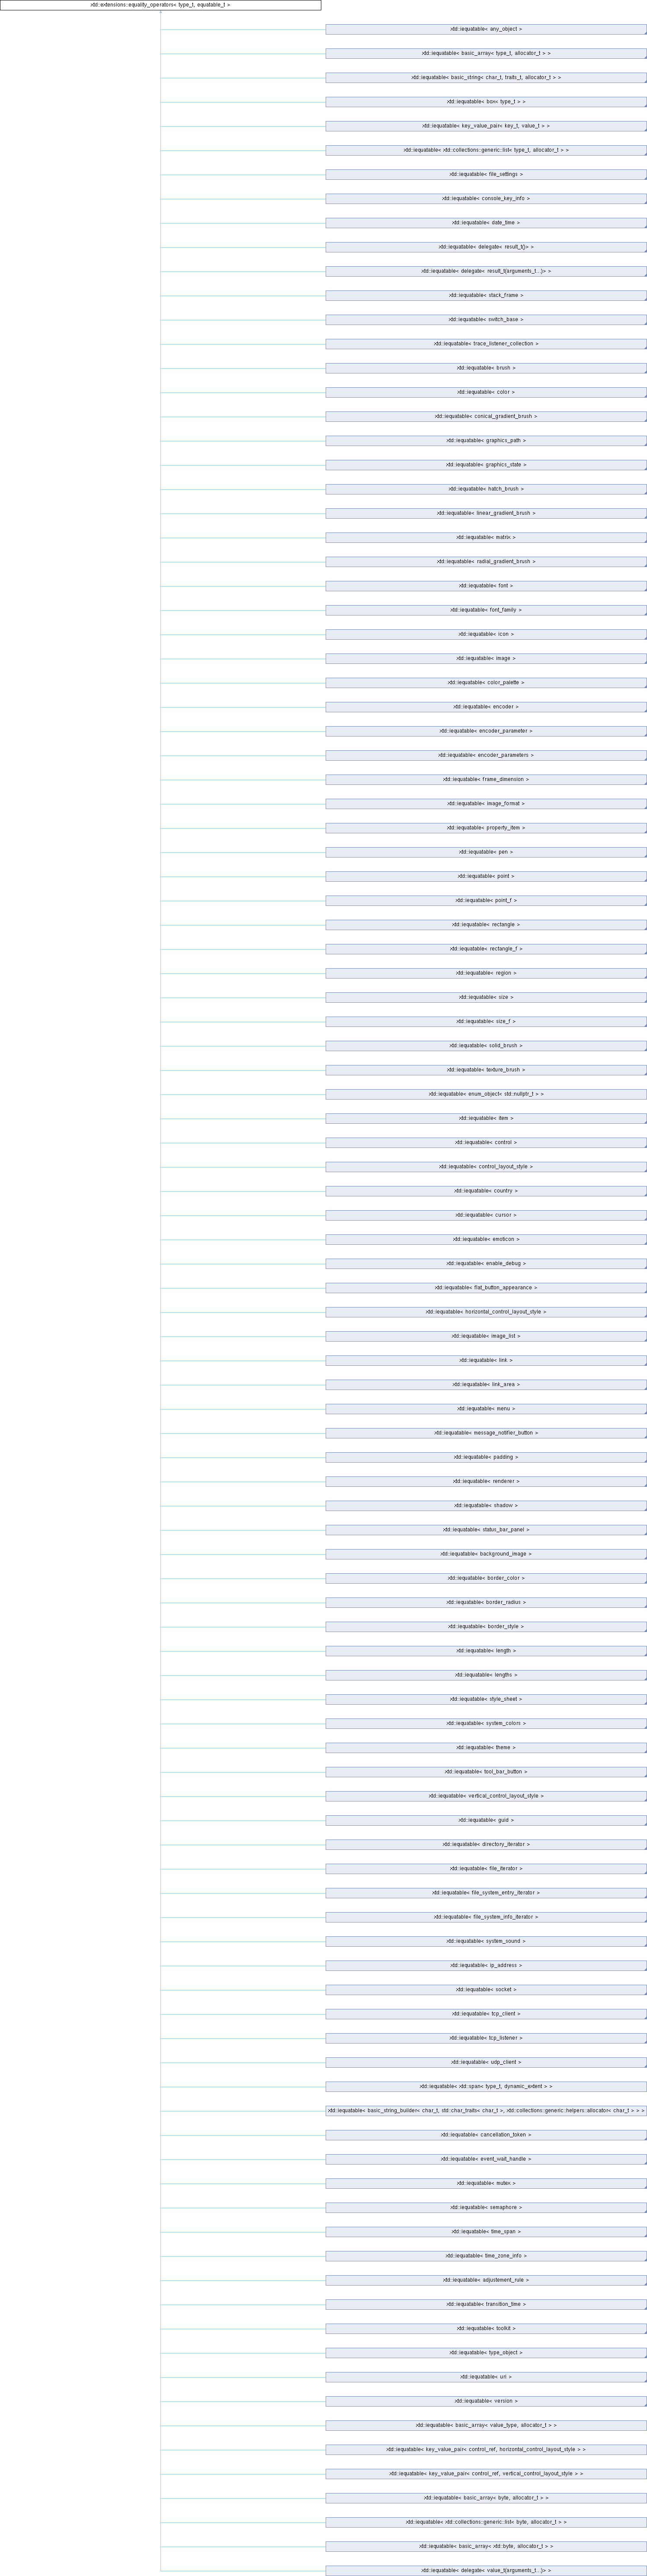 xtd::extensions::equality_operators< type_t, equatable_t >
xtd::iequatable< any_object >
xtd::iequatable< basic_array< type_t, allocator_t > >
xtd::iequatable< basic_string< char_t, traits_t, allocator_t > >
xtd::iequatable< box< type_t > >
xtd::iequatable< key_value_pair< key_t, value_t > >
xtd::iequatable< xtd::collections::generic::list< type_t, allocator_t > >
xtd::iequatable< file_settings >
xtd::iequatable< console_key_info >
xtd::iequatable< date_time >
xtd::iequatable< delegate< result_t()> >
xtd::iequatable< delegate< result_t(arguments_t...)> >
xtd::iequatable< stack_frame >
xtd::iequatable< switch_base >
xtd::iequatable< trace_listener_collection >
xtd::iequatable< brush >
xtd::iequatable< color >
xtd::iequatable< conical_gradient_brush >
xtd::iequatable< graphics_path >
xtd::iequatable< graphics_state >
xtd::iequatable< hatch_brush >
xtd::iequatable< linear_gradient_brush >
xtd::iequatable< matrix >
xtd::iequatable< radial_gradient_brush >
xtd::iequatable< font >
xtd::iequatable< font_family >
xtd::iequatable< icon >
xtd::iequatable< image >
xtd::iequatable< color_palette >
xtd::iequatable< encoder >
xtd::iequatable< encoder_parameter >
xtd::iequatable< encoder_parameters >
xtd::iequatable< frame_dimension >
xtd::iequatable< image_format >
xtd::iequatable< property_item >
xtd::iequatable< pen >
xtd::iequatable< point >
xtd::iequatable< point_f >
xtd::iequatable< rectangle >
xtd::iequatable< rectangle_f >
xtd::iequatable< region >
xtd::iequatable< size >
xtd::iequatable< size_f >
xtd::iequatable< solid_brush >
xtd::iequatable< texture_brush >
xtd::iequatable< enum_object< std::nullptr_t > >
xtd::iequatable< item >
xtd::iequatable< control >
xtd::iequatable< control_layout_style >
xtd::iequatable< country >
xtd::iequatable< cursor >
xtd::iequatable< emoticon >
xtd::iequatable< enable_debug >
xtd::iequatable< flat_button_appearance >
xtd::iequatable< horizontal_control_layout_style >
xtd::iequatable< image_list >
xtd::iequatable< link >
xtd::iequatable< link_area >
xtd::iequatable< menu >
xtd::iequatable< message_notifier_button >
xtd::iequatable< padding >
xtd::iequatable< renderer >
xtd::iequatable< shadow >
xtd::iequatable< status_bar_panel >
xtd::iequatable< background_image >
xtd::iequatable< border_color >
xtd::iequatable< border_radius >
xtd::iequatable< border_style >
xtd::iequatable< length >
xtd::iequatable< lengths >
xtd::iequatable< style_sheet >
xtd::iequatable< system_colors >
xtd::iequatable< theme >
xtd::iequatable< tool_bar_button >
xtd::iequatable< vertical_control_layout_style >
xtd::iequatable< guid >
xtd::iequatable< directory_iterator >
xtd::iequatable< file_iterator >
xtd::iequatable< file_system_entry_iterator >
xtd::iequatable< file_system_info_iterator >
xtd::iequatable< system_sound >
xtd::iequatable< ip_address >
xtd::iequatable< socket >
xtd::iequatable< tcp_client >
xtd::iequatable< tcp_listener >
xtd::iequatable< udp_client >
xtd::iequatable< xtd::span< type_t, dynamic_extent > >
xtd::iequatable< basic_string_builder< char_t, std::char_traits< char_t >, xtd::collections::generic::helpers::allocator< char_t > > >
xtd::iequatable< cancellation_token >
xtd::iequatable< event_wait_handle >
xtd::iequatable< mutex >
xtd::iequatable< semaphore >
xtd::iequatable< time_span >
xtd::iequatable< time_zone_info >
xtd::iequatable< adjustement_rule >
xtd::iequatable< transition_time >
xtd::iequatable< toolkit >
xtd::iequatable< type_object >
xtd::iequatable< uri >
xtd::iequatable< version >
xtd::iequatable< basic_array< value_type, allocator_t > >
xtd::iequatable< key_value_pair< control_ref, horizontal_control_layout_style > >
xtd::iequatable< key_value_pair< control_ref, vertical_control_layout_style > >
xtd::iequatable< basic_array< byte, allocator_t > >
xtd::iequatable< xtd::collections::generic::list< byte, allocator_t > >
xtd::iequatable< basic_array< xtd::byte, allocator_t > >
xtd::iequatable< delegate< value_t(arguments_t...)> >